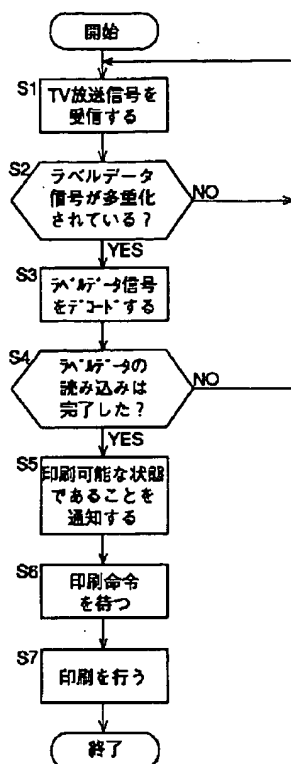 開始
S1
TV放送信号を
受信する
S2
ラベルデータ
信号が多重化
されている?
NO
YES
S3
ラベルデータ信号
をデコードする
S4
ラベルデータの
読み込みは
完了した?
NO
YES
S5
印刷可能な状態
であることを
通知する
S6
印刷命令
を待つ
S7
印刷を行う
終了